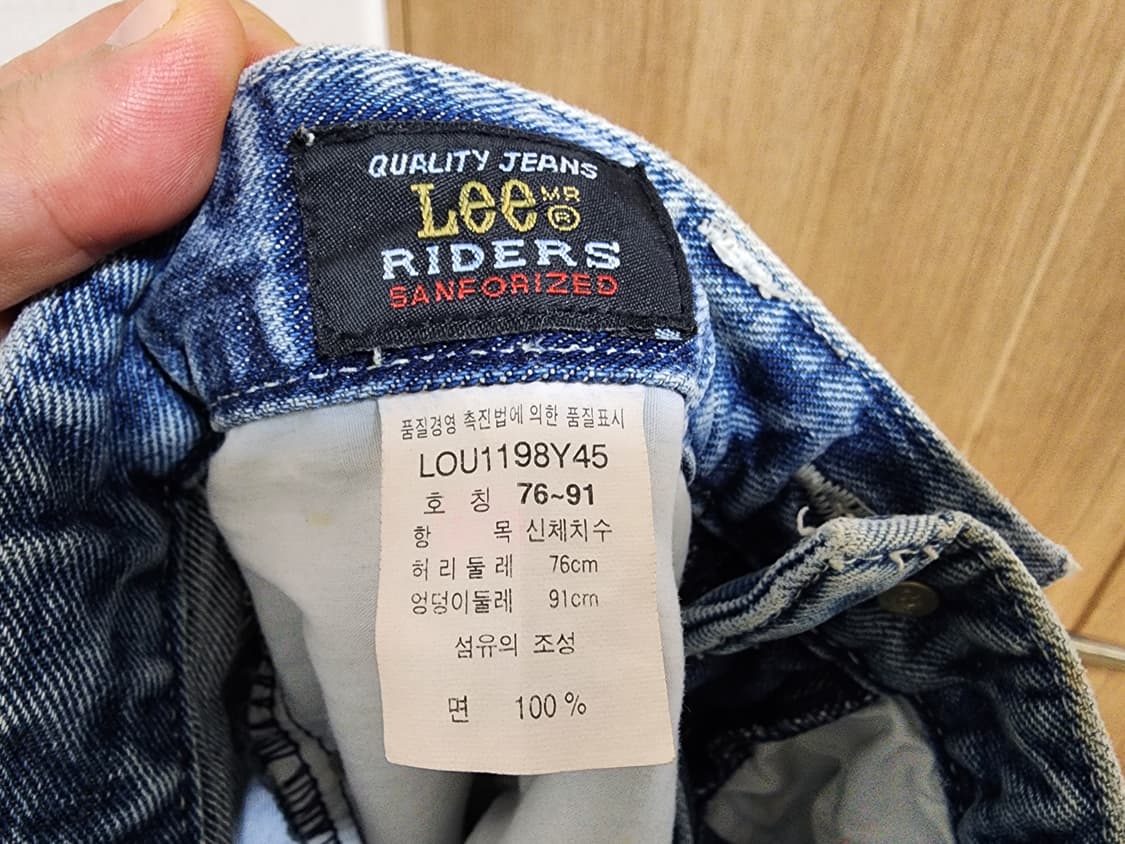 QUALITY JEANS
Lee MR
®
RIDERS
SANFORIZED
품질경영 촉진법에 의한 품질표시
LOU1198Y45
호 칭 76~91
항 목 신체치수
허리둘레 76cm
엉덩이둘레 91cm
섬유의 조성
면 100%